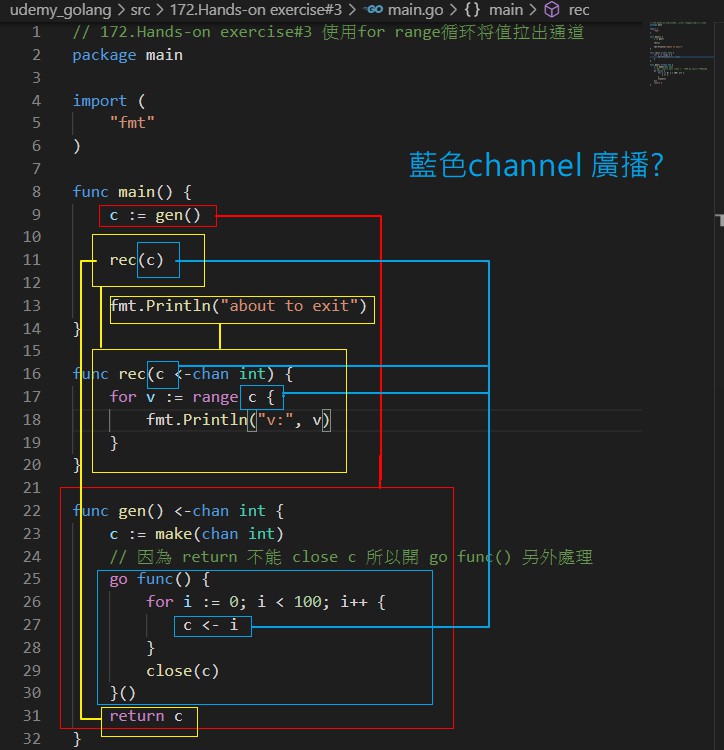 udemy_golang > src > 172.Hands-on exercise#3 > main.go > {} main > rec
1 // 172.Hands-on exercise#3 使用for range循环将值拉出通道
2 package main
3
4 import (
5 "fmt"
6 )
7
藍色channel 廣播?
8 func main() {
9 c := gen()
10
11 rec(c)
12
13 fmt.Println("about to exit")
14 }
15
16 func rec(c <-chan int) {
17 for v := range c {
18 fmt.Println("v:", v)
19 }
20 }
21
22 func gen() <-chan int {
23 c := make(chan int)
24 // 因為 return 不能 close c 所以開 go func() 另外處理
25 go func() {
26 for i := 0; i < 100; i++ {
27 c <- i
28 }
29 close(c)
30 }()
31 return c
32 }